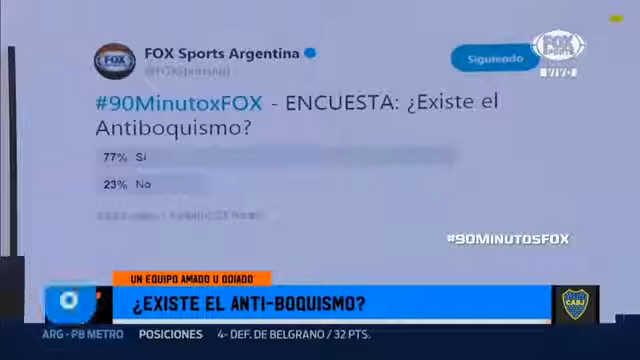 FOX Sports Argentina
Siguiendo
FOX
SPORTS
VIVO
#90MinutoxFOX - ENCUESTA: ¿Existe el
Antiboquismo?
77% Sí
23% No
#90MINUTOSFOX
UN EQUIPO AMADO U ODIADO
¿EXISTE EL ANTI-BOQUISMO?
CABJ
ARG - PB METRO POSICIONES 4- DEF. DE BELGRANO / 32 PTS.